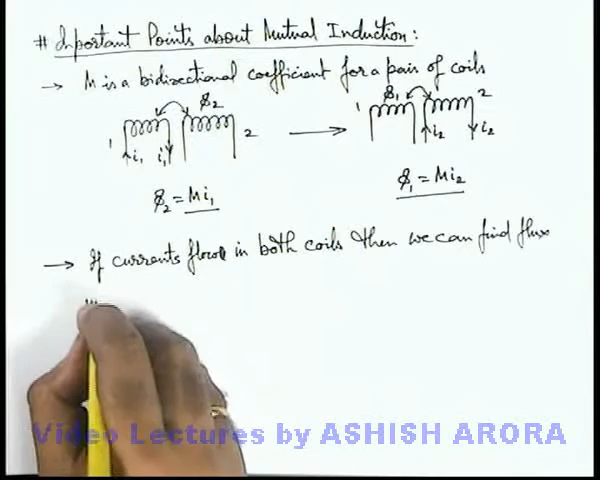 # Important Points about Mutual Induction:
→ M is a bidirectional coefficient for a pair of coils
1 i₁ i₁ φ₂ 2 → 1 φ₁ i₂ i₂ 2
φ₂ = Mi₁ φ₁ = Mi₂
→ If currents flow in both coils then we can find flux
Video Lectures by ASHISH ARORA